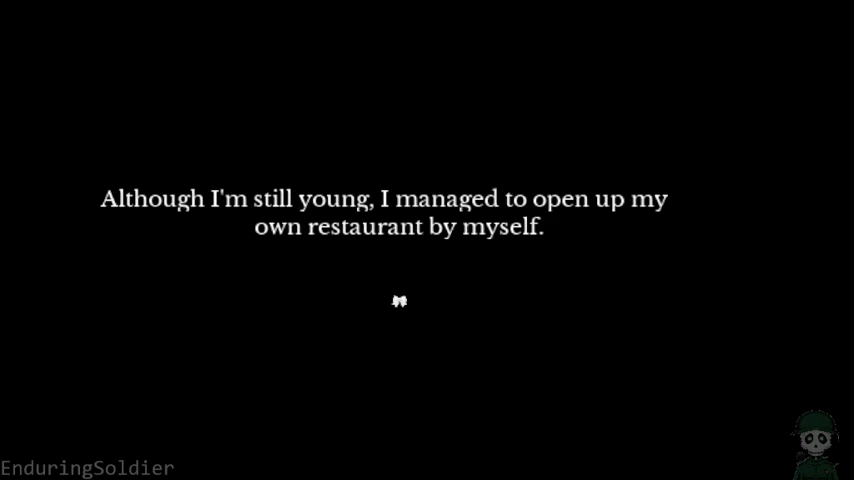 Although I'm still young, I managed to open up my
own restaurant by myself.
EnduringSoldier